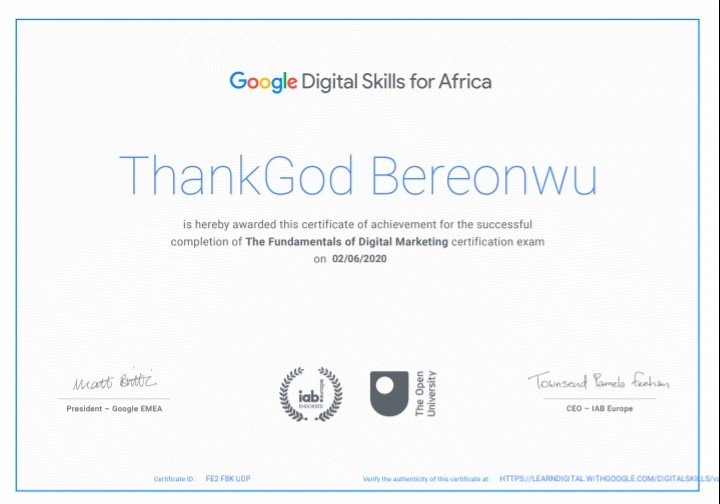 Google Digital Skills for Africa
ThankGod Bereonwu
is hereby awarded this certificate of achievement for the successful
completion of The Fundamentals of Digital Marketing certification exam
on 02/06/2020
Matt Brittin
President – Google EMEA
iab: europe
ENDORSED
The Open
University
Townsend Pamela Feehan
CEO – IAB Europe
Certificate ID: FE2 F8K UDF
Verify the authenticity of this certificate at: HTTPS://LEARNDIGITAL.WITHGOOGLE.COM/DIGITALSKILLS/